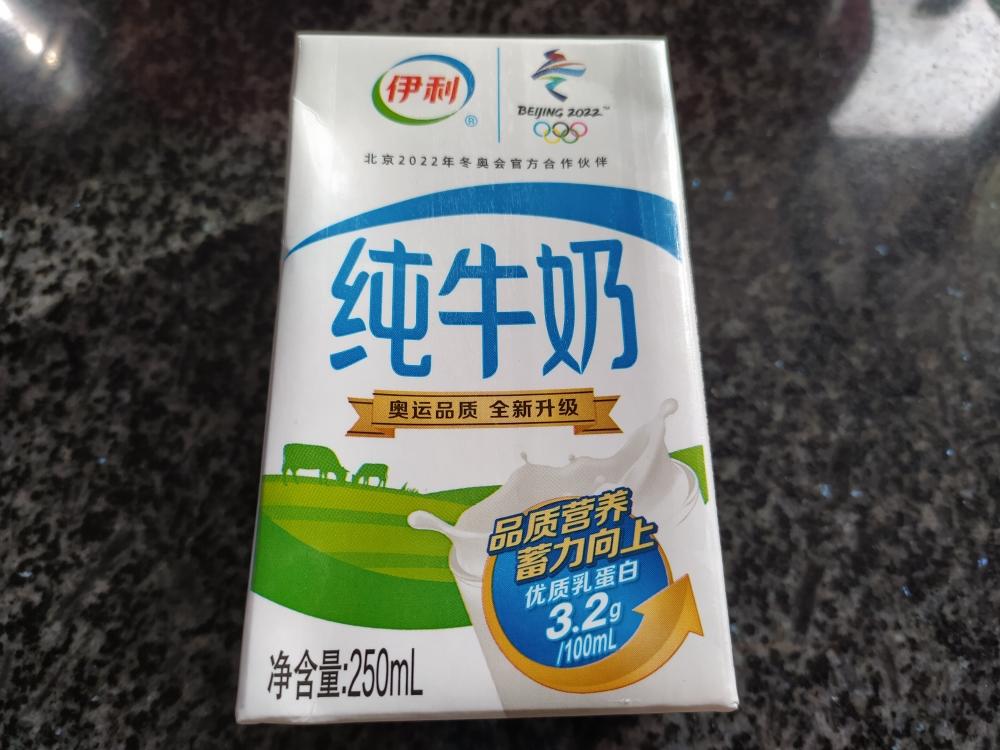 伊利
®
BEIJING 2022™
北京2022年冬奥会官方合作伙伴
纯牛奶
奥运品质 全新升级
品质营养
蓄力向上
优质乳蛋白
3.2g
/100mL
净含量:250mL